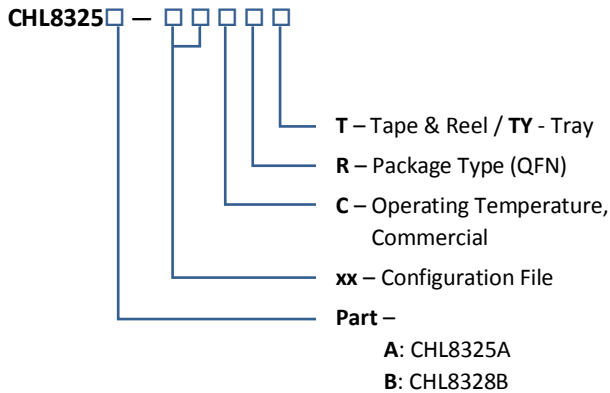 CHL8325□ — □ □ □ □ □
T – Tape & Reel / TY - Tray
R – Package Type (QFN)
C – Operating Temperature,
Commercial
xx – Configuration File
Part –
A: CHL8325A
B: CHL8328B